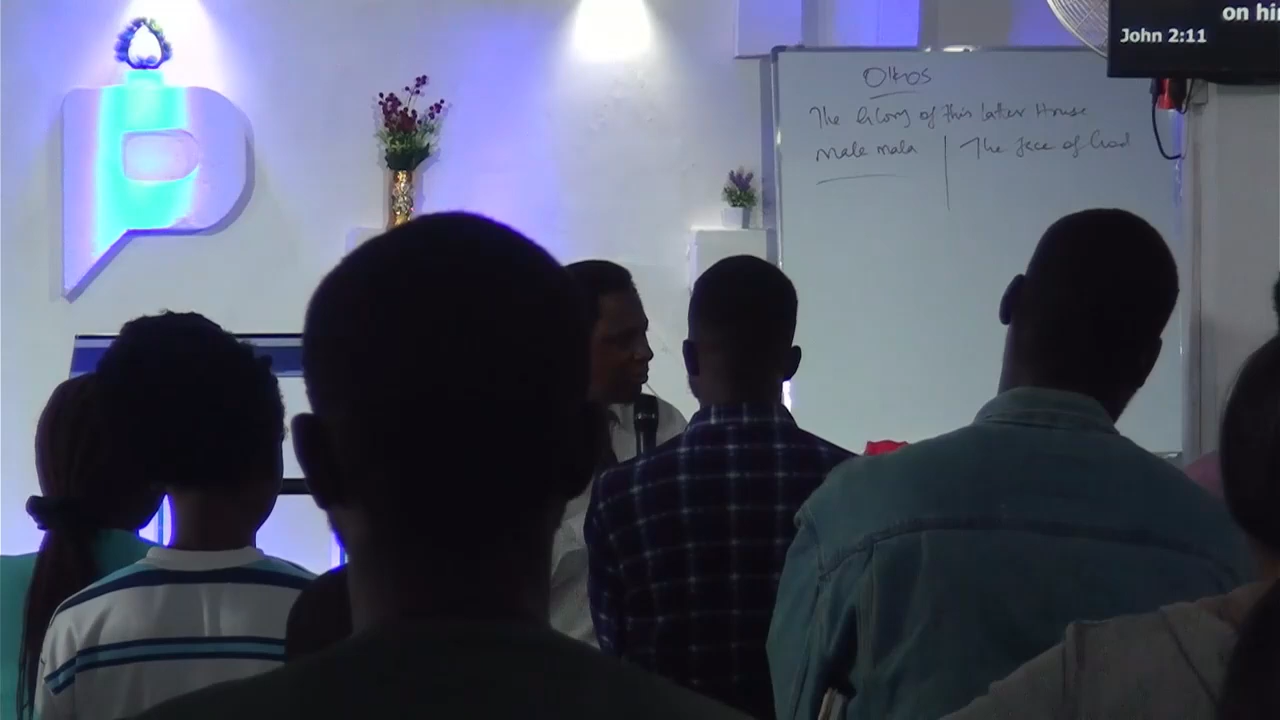 on hi
John 2:11
Oikos
The Glory of this latter House
Male mala | The face of God